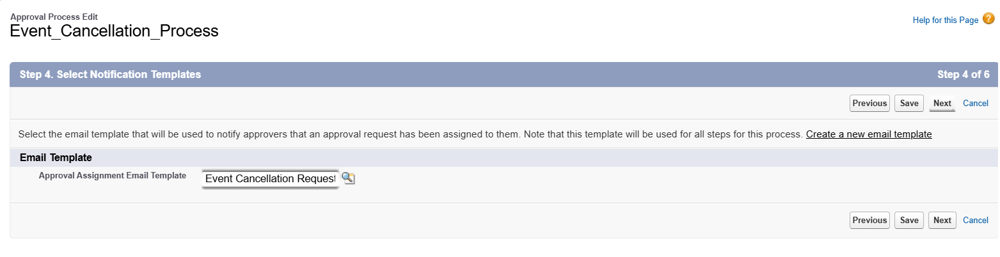 Approval Process Edit
Event_Cancellation_Process
Help for this Page ?
Step 4. Select Notification Templates Step 4 of 6
Previous Save Next Cancel
Select the email template that will be used to notify approvers that an approval request has been assigned to them. Note that this template will be used for all steps for this process. Create a new email template
Email Template
Approval Assignment Email Template Event Cancellation Request
Previous Save Next Cancel